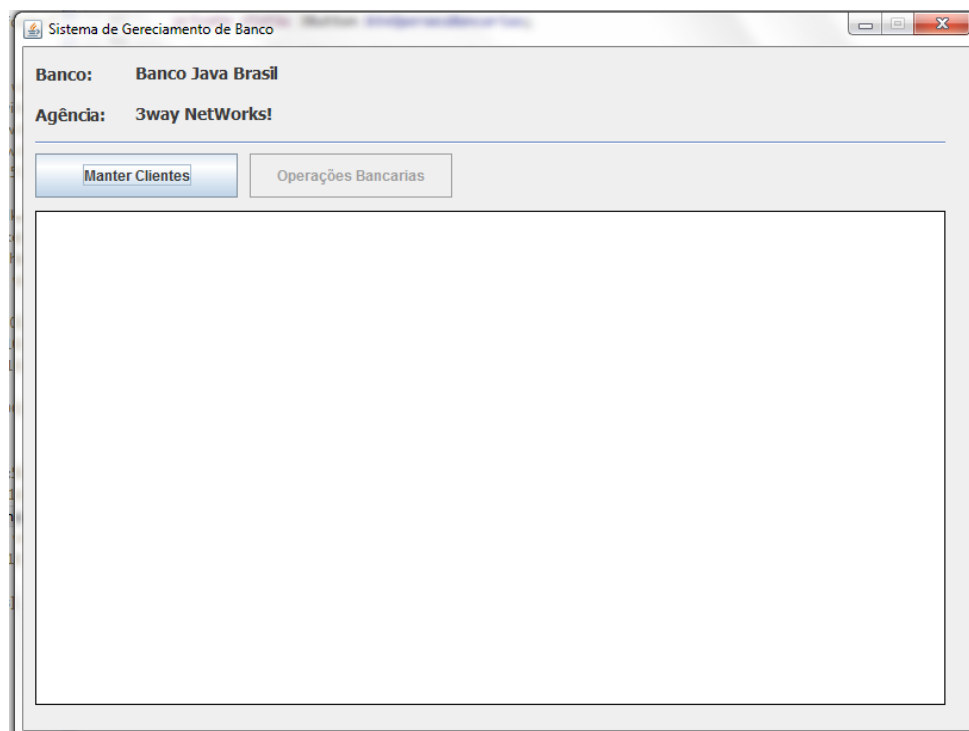 Sistema de Gereciamento de Banco
Banco: Banco Java Brasil
Agência: 3way NetWorks!
Manter Clientes Operações Bancarias